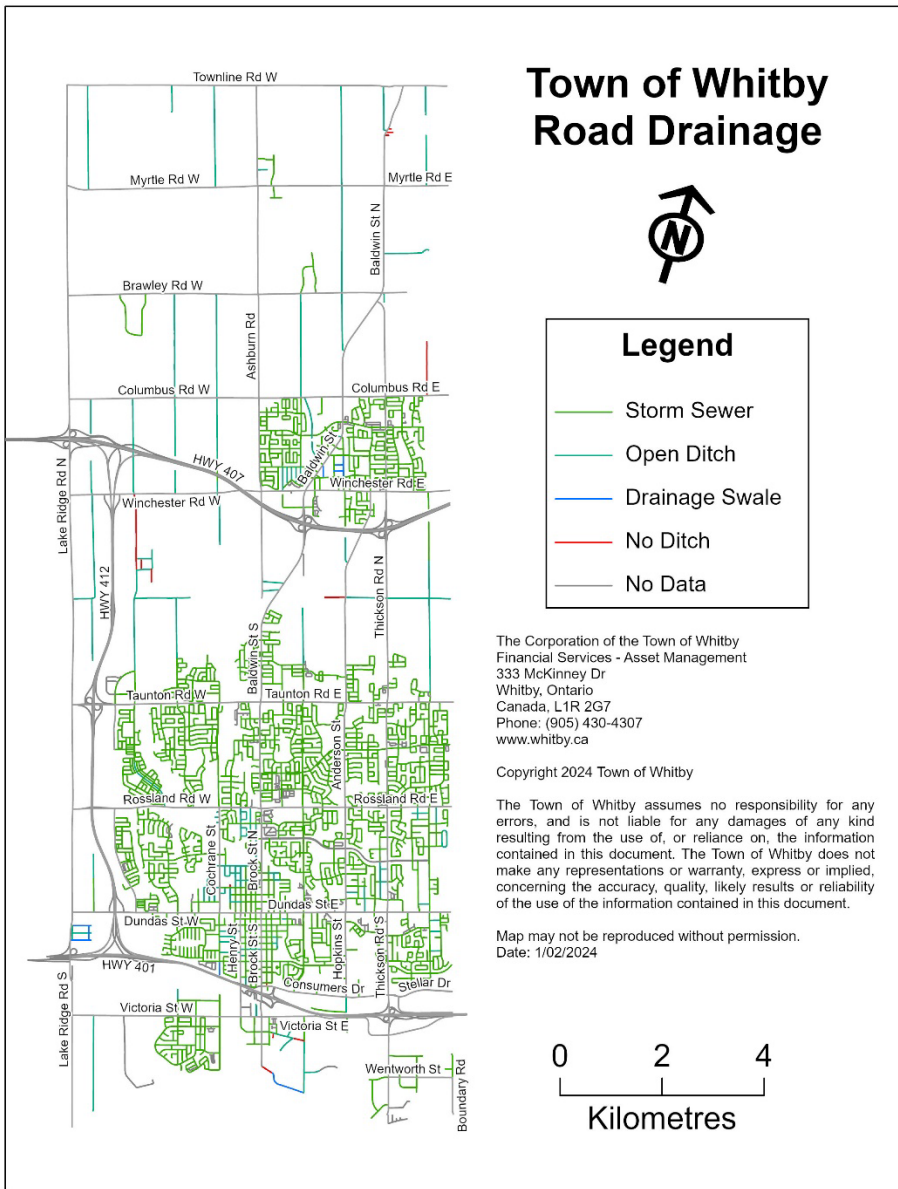 Town of Whitby
Road Drainage
N
Legend
Storm Sewer
Open Ditch
Drainage Swale
No Ditch
No Data
The Corporation of the Town of Whitby
Financial Services - Asset Management
333 McKinney Dr
Whitby, Ontario
Canada, L1R 2G7
Phone: (905) 430-4307
www.whitby.ca
Copyright 2024 Town of Whitby
The Town of Whitby assumes no responsibility for any
errors, and is not liable for any damages of any kind
resulting from the use of, or reliance on, the information
contained in this document. The Town of Whitby does not
make any representations or warranty, express or implied,
concerning the accuracy, quality, likely results or reliability
of the use of the information contained in this document.
Map may not be reproduced without permission.
Date: 1/02/2024
0 2 4
Kilometres
Townline Rd W
Myrtle Rd W
Myrtle Rd E
Baldwin St N
Brawley Rd W
Ashburn Rd
Columbus Rd W
Columbus Rd E
HWY 407
Baldwin St
Lake Ridge Rd N
Winchester Rd W
Winchester Rd E
HWY 412
Thickson Rd N
Baldwin St S
Taunton Rd W
Taunton Rd E
Anderson St
Rossland Rd W
Rossland Rd E
Cochrane St
Brock St N
Dundas St W
Dundas St E
Henry St
Brock St S
Hopkins St
Thickson Rd S
HWY 401
Consumers Dr
Stellar Dr
Lake Ridge Rd S
Victoria St W
Victoria St E
Wentworth St
Boundary Rd